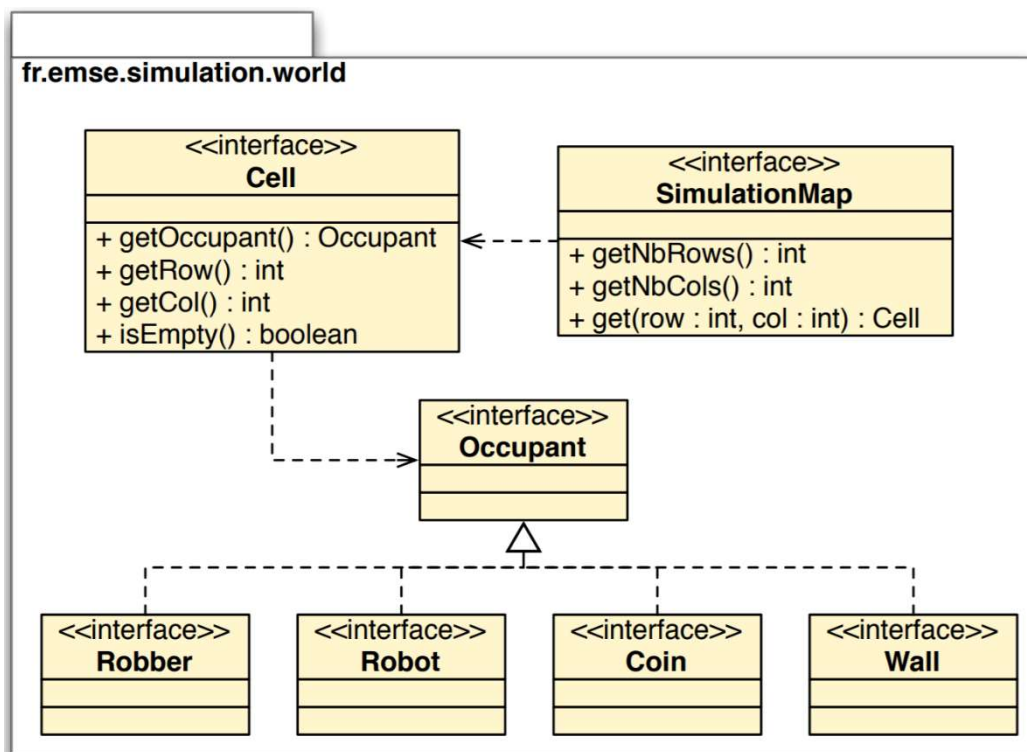 fr.emse.simulation.world
<<interface>>
Cell
+ getOccupant() : Occupant
+ getRow() : int
+ getCol() : int
+ isEmpty() : boolean
<<interface>>
SimulationMap
+ getNbRows() : int
+ getNbCols() : int
+ get(row : int, col : int) : Cell
<<interface>>
Occupant
<<interface>>
Robber
<<interface>>
Robot
<<interface>>
Coin
<<interface>>
Wall